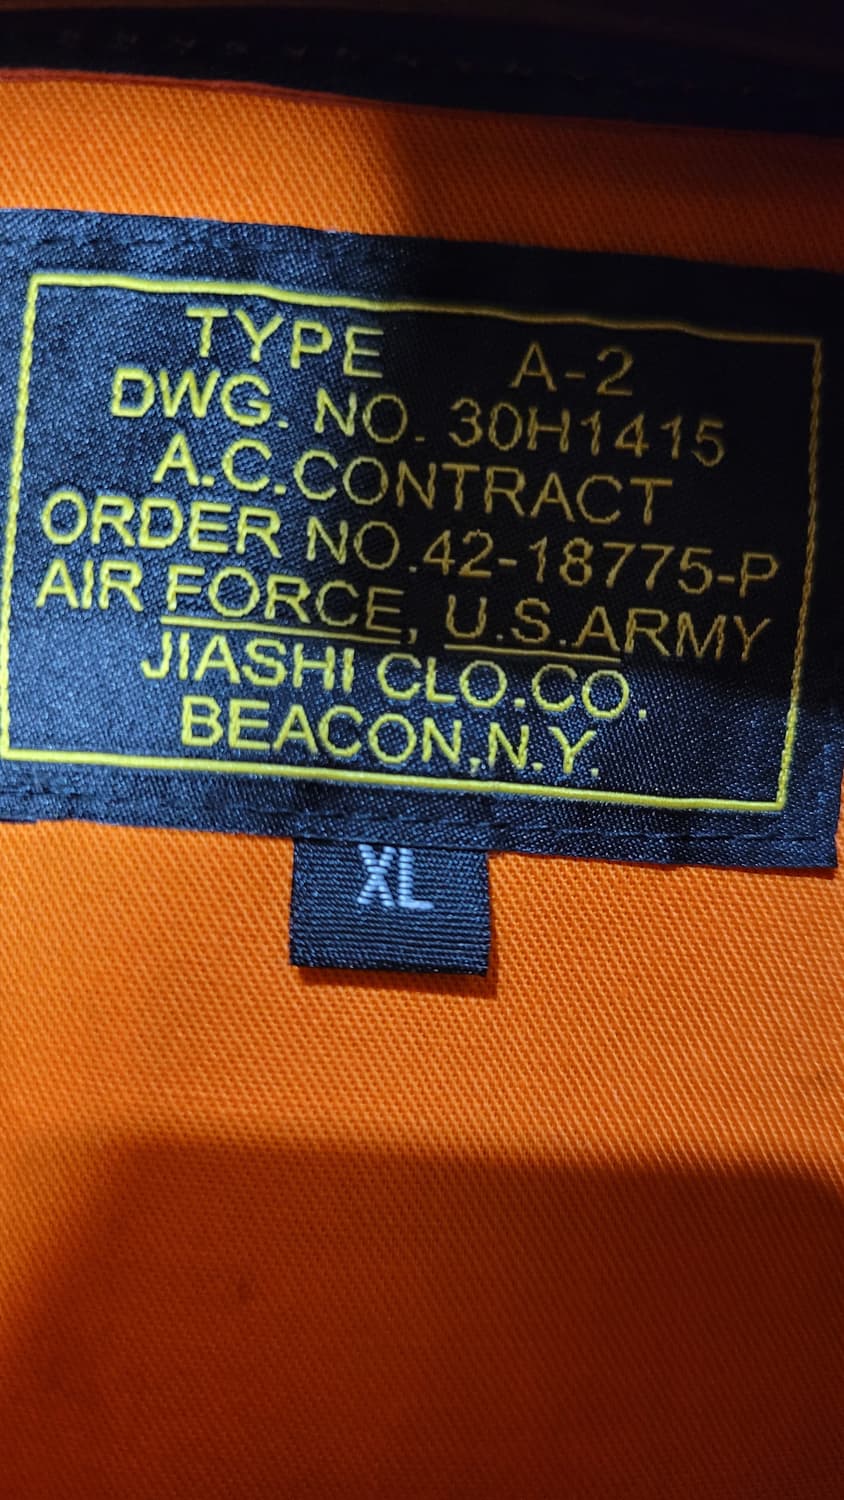 TYPE A-2
DWG. NO. 30H1415
A.C.CONTRACT
ORDER NO.42-18775-P
AIR FORCE, U.S.ARMY
JIASHI CLO.CO.
BEACON,N.Y.
XL